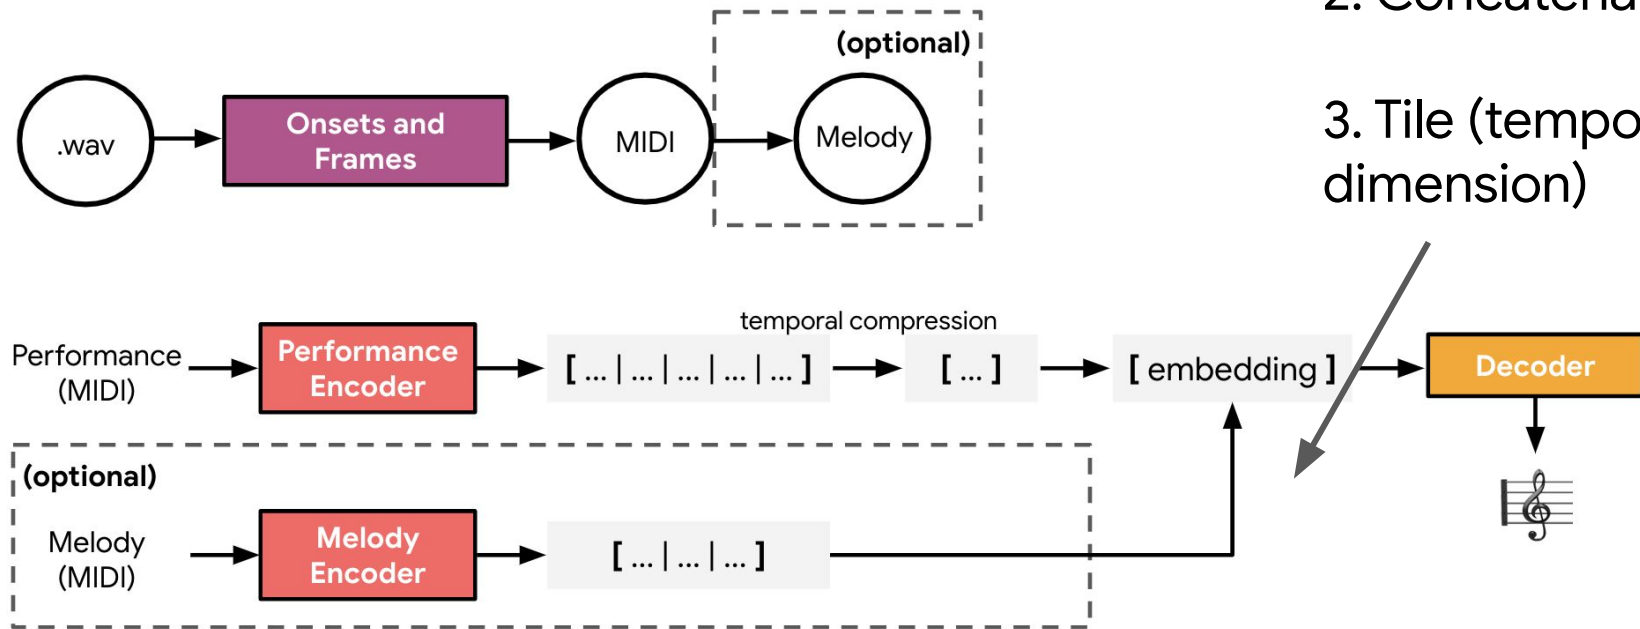 (optional)
.wav
Onsets and
Frames
MIDI
Melody
3. Tile
dimension)
temporal compression
Performance
(MIDI)
Performance
Encoder
[ ... | ... | ... | ... | ... ]
[ ... ]
[ embedding ]
Decoder
(optional)
Melody
(MIDI)
Melody
Encoder
[ ... | ... | ... ]